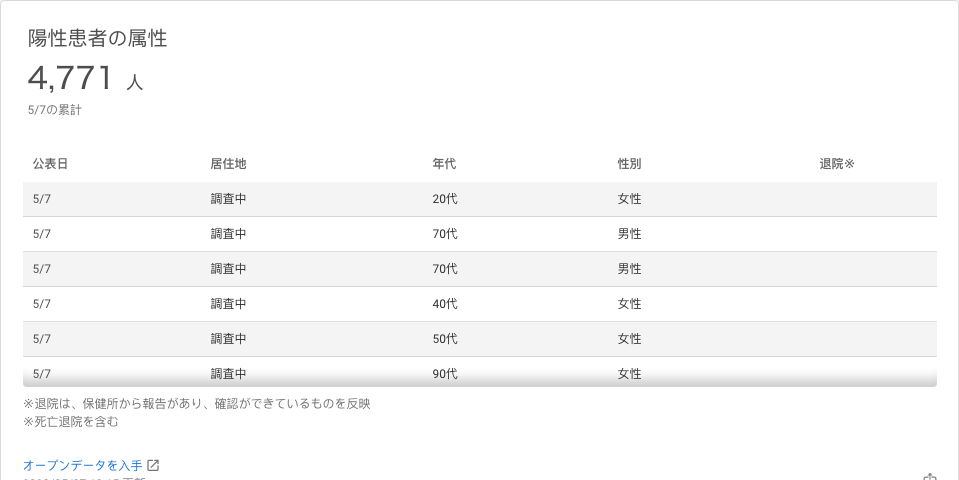 陽性患者の属性
4,771 人
5/7の累計
公表日 居住地 年代 性別 退院※
5/7 調査中 20代 女性
5/7 調査中 70代 男性
5/7 調査中 70代 男性
5/7 調査中 40代 女性
5/7 調査中 50代 女性
5/7 調査中 90代 女性
※退院は、保健所から報告があり、確認ができているものを反映
※死亡退院を含む
オープンデータを入手